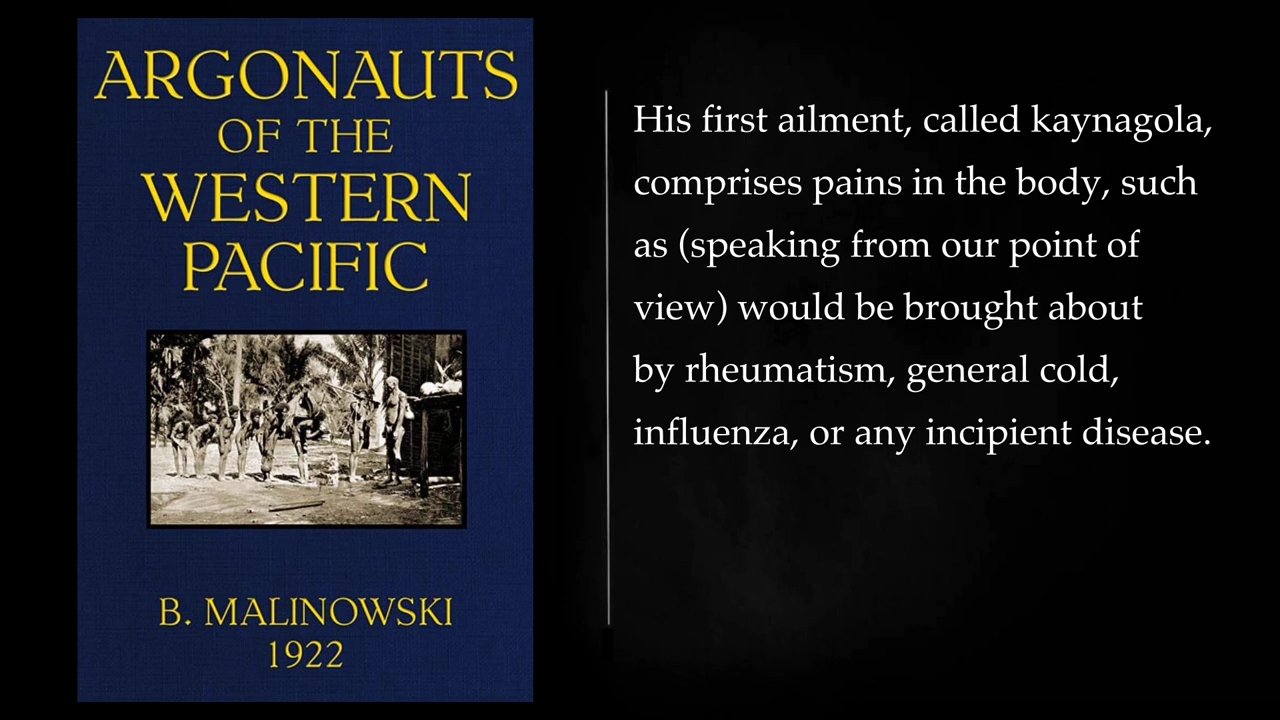 ARGONAUTS
OF THE
WESTERN
PACIFIC
B. MALINOWSKI
1922
His first ailment, called kaynagola,
comprises pains in the body, such
as (speaking from our point of
view) would be brought about
by rheumatism, general cold,
influenza, or any incipient disease.